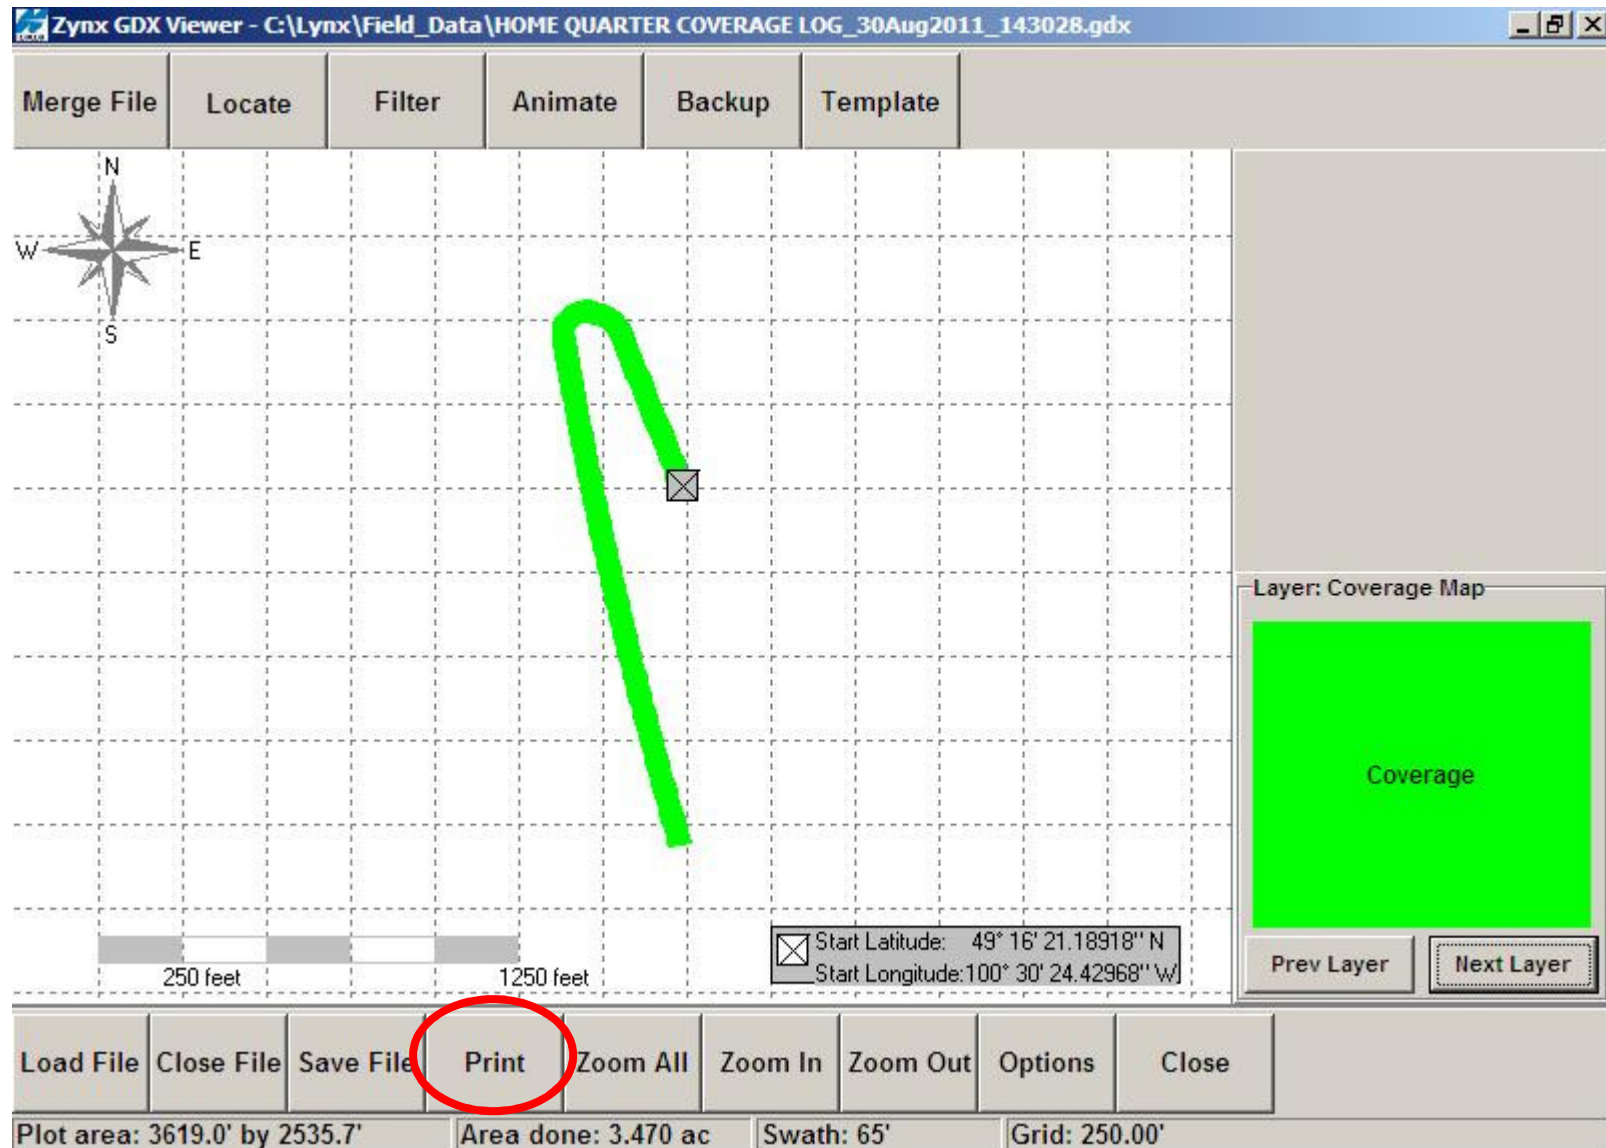 Zynx GDX Viewer - C:\Lynx\Field_Data\HOME QUARTER COVERAGE LOG_30Aug2011_143028.gdx
Merge File Locate Filter Animate Backup Template
N
W E
S
Layer: Coverage Map
Coverage
Start Latitude: 49° 16' 21.18918" N
Start Longitude:100° 30' 24.42968" W
250 feet 1250 feet
Prev Layer Next Layer
Load File Close File Save File Print Zoom All Zoom In Zoom Out Options Close
Plot area: 3619.0' by 2535.7' Area done: 3.470 ac Swath: 65' Grid: 250.00'